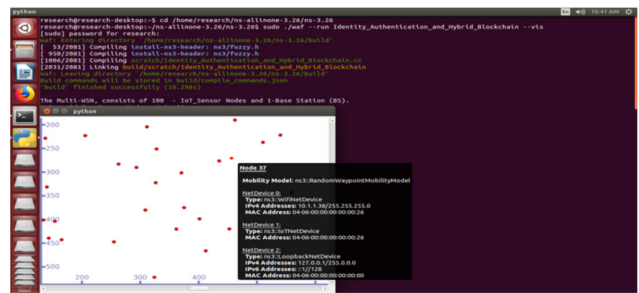 python
En
10:41 AM
research@research-desktop:~$ cd /home/research/ns-allinone-3.26/ns-3.26
research@research-desktop:~/ns-allinone-3.26/ns-3.26$ sudo ./waf --run Identity_Authentication_and_Hybrid_Blockchain --vis
[sudo] password for research:
Waf: Entering directory `/home/research/ns-allinone-3.26/ns-3.26/build'
[ 53/2081] Compiling install-ns3-header: ns3/fuzzy.h
[ 950/2081] Compiling install-ns3-header: ns3/fuzzy.h
[1006/2081] Compiling scratch/Identity_Authentication_and_Hybrid_Blockchain.cc
[2031/2081] Linking build/scratch/Identity_Authentication_and_Hybrid_Blockchain
Waf: Leaving directory `/home/research/ns-allinone-3.26/ns-3.26/build'
Build commands will be stored in build/compile_commands.json
'build' finished successfully (16.298s)
The Multi-WSN, consists of 100 - IoT_Sensor Nodes and 1-Base Station (BS).
python
-200
-250
-300
-350
-400
-450
-500
200
300
400
Node 37
Mobility Model: ns3::RandomWaypointMobilityModel
NetDevice 0:
Type: ns3::WifiNetDevice
IPv4 Addresses: 10.1.1.38/255.255.255.0
MAC Address: 04-06-00:00:00:00:00:26
NetDevice 1:
Type: ns3::IoTNetDevice
MAC Address: 04-06-00:00:00:00:00:26
NetDevice 2:
Type: ns3::LoopbackNetDevice
IPv4 Addresses: 127.0.0.1/255.0.0.0
IPv6 Addresses: ::1//128
MAC Address: 04-06-00:00:00:00:00:00